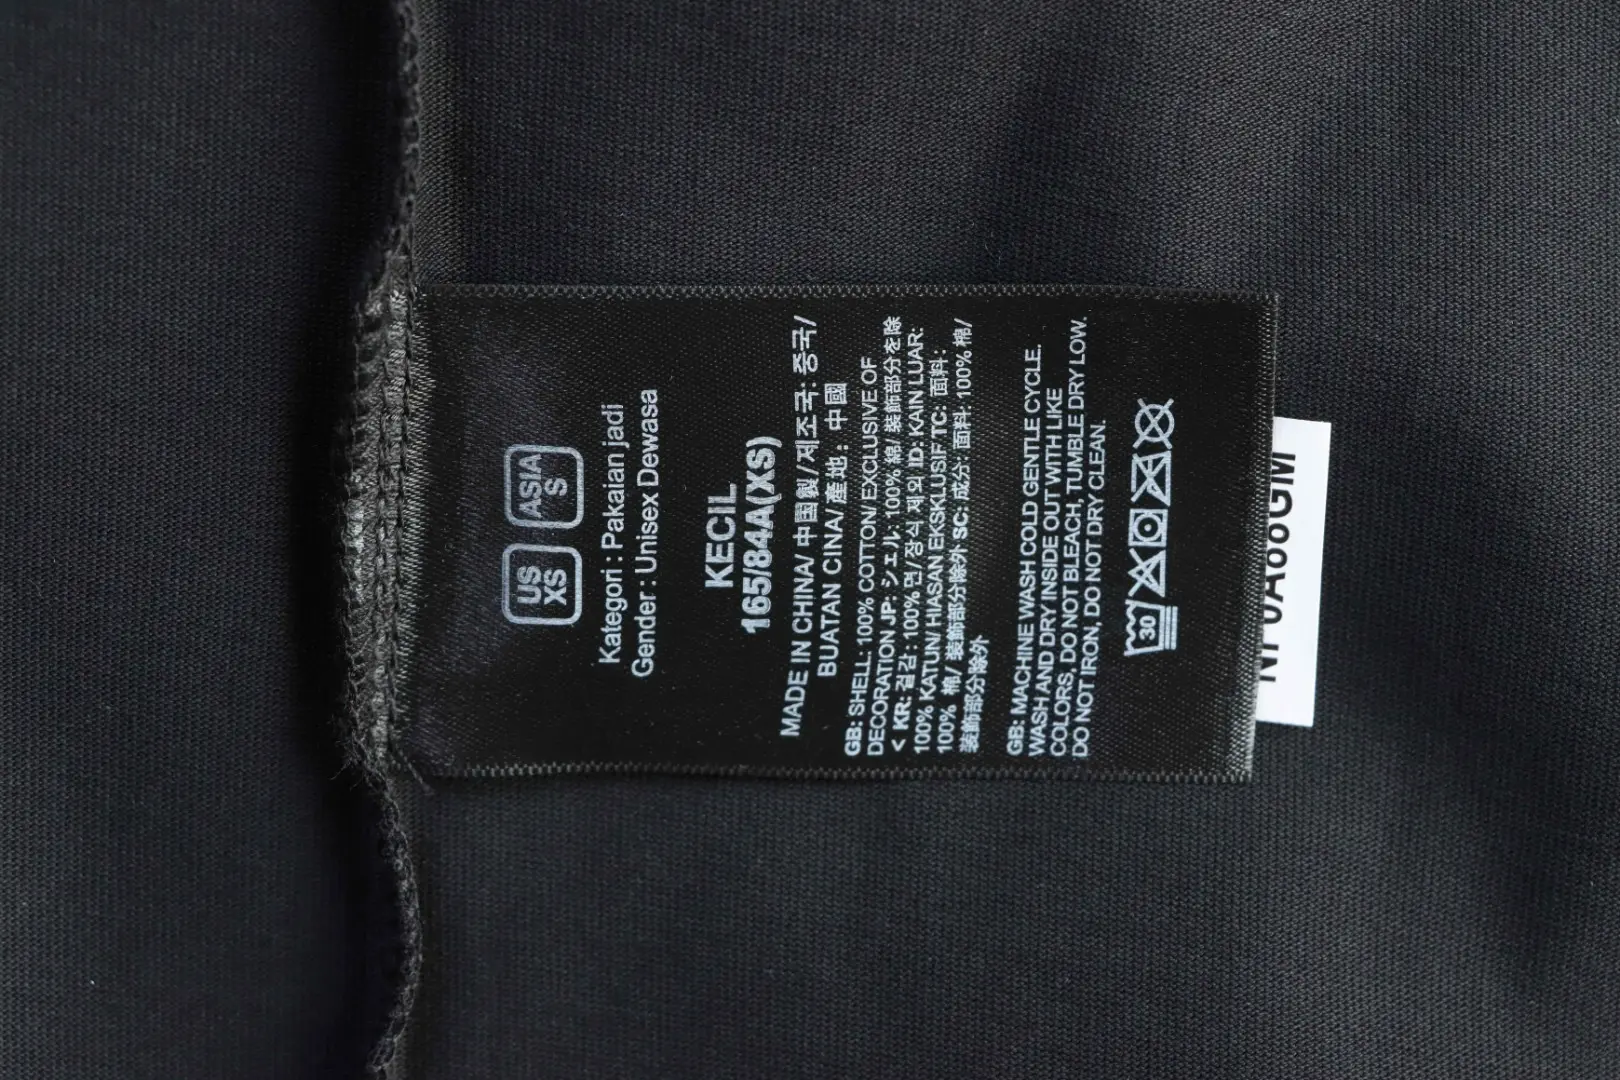 US
XS
ASIA
S
Kategori : Pakaian jadi
Gender : Unisex Dewasa
KECIL
165/84A(XS)
MADE IN CHINA/ 中國製/제조국: 중국/
BUATAN CINA/產地：中國
GB: SHELL: 100% COTTON/ EXCLUSIVE OF
DECORATION JP: シェル: 100% 綿/ 装飾部分を除
< KR: 겉감: 100% 면/장식 제외 ID: KAIN LUAR:
100% KATUN/ HIASAN EKSKLUSIF TC: 面料:
100% 棉/ 裝飾部分除外 SC: 成分: 面料: 100% 棉/
装飾部分除外
GB: MACHINE WASH COLD GENTLE CYCLE.
WASH AND DRY INSIDE OUT WITH LIKE
COLORS, DO NOT BLEACH, TUMBLE DRY LOW.
DO NOT IRON, DO NOT DRY CLEAN.
30